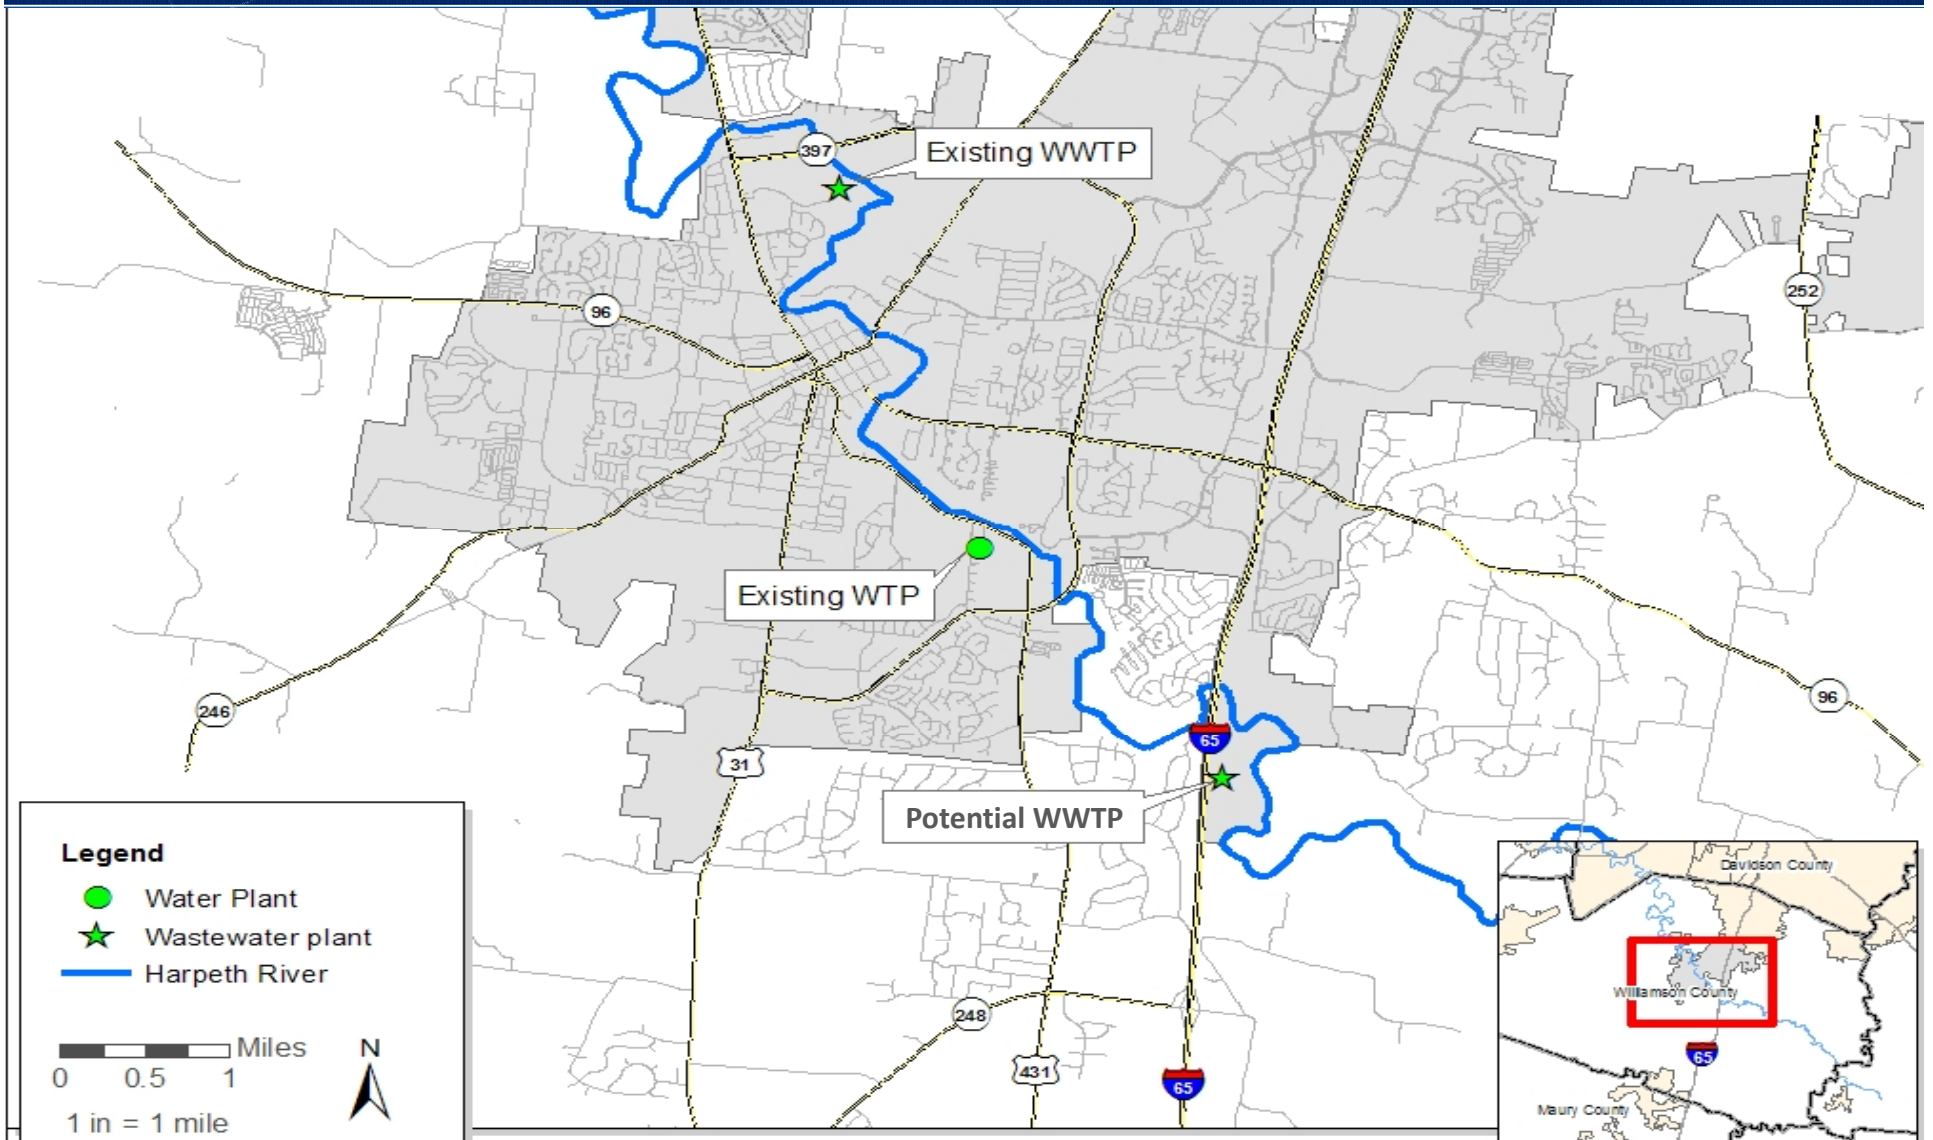 397
Existing WWTP
252
96
Existing WTP
246
96
65
31
Potential WWTP
Legend
Water Plant
Wastewater plant
Harpeth River
Miles
0 0.5 1
1 in = 1 mile
N
248
431
65
Davidson County
Williamson County
65
Maury County